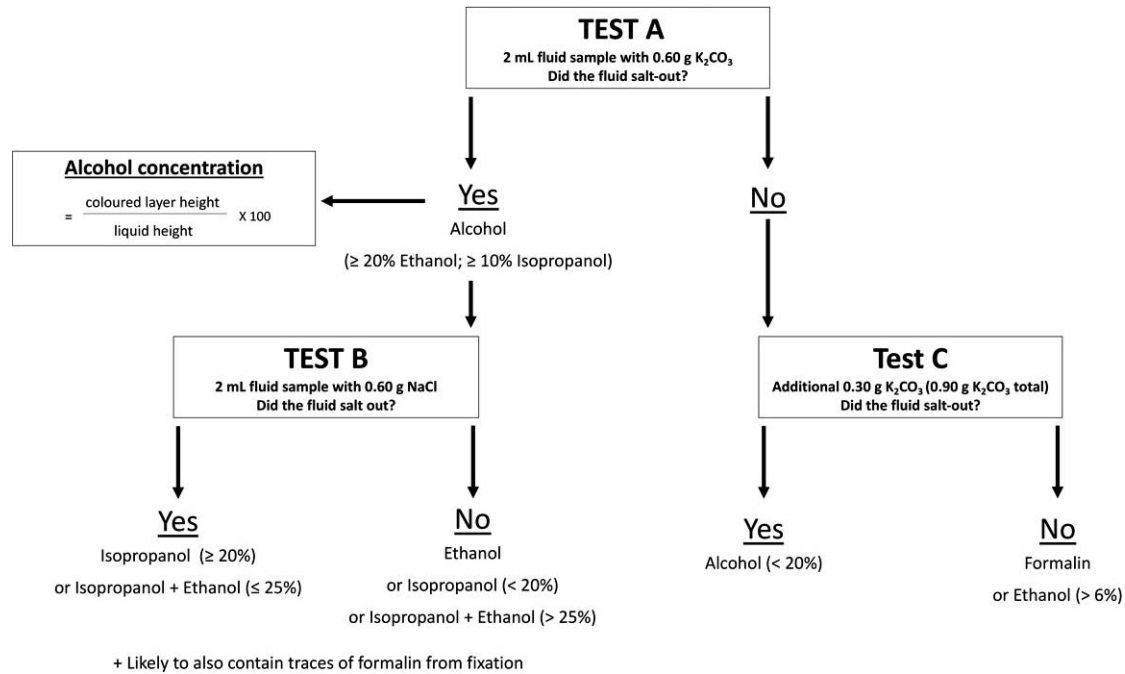 TEST A
2 mL fluid sample with 0.60 g K₂CO₃
Did the fluid salt-out?
Alcohol concentration
= coloured layer height
liquid height
X 100
Yes
Alcohol
(≥ 20% Ethanol; ≥ 10% Isopropanol)
No
TEST B
2 mL fluid sample with 0.60 g NaCl
Did the fluid salt out?
Test C
Additional 0.30 g K₂CO₃ (0.90 g K₂CO₃ total)
Did the fluid salt-out?
Yes
Isopropanol (≥ 20%)
or Isopropanol + Ethanol (≤ 25%)
No
Ethanol
or Isopropanol (< 20%)
or Isopropanol + Ethanol (> 25%)
Yes
Alcohol (< 20%)
No
Formalin
or Ethanol (> 6%)
+ Likely to also contain traces of formalin from fixation